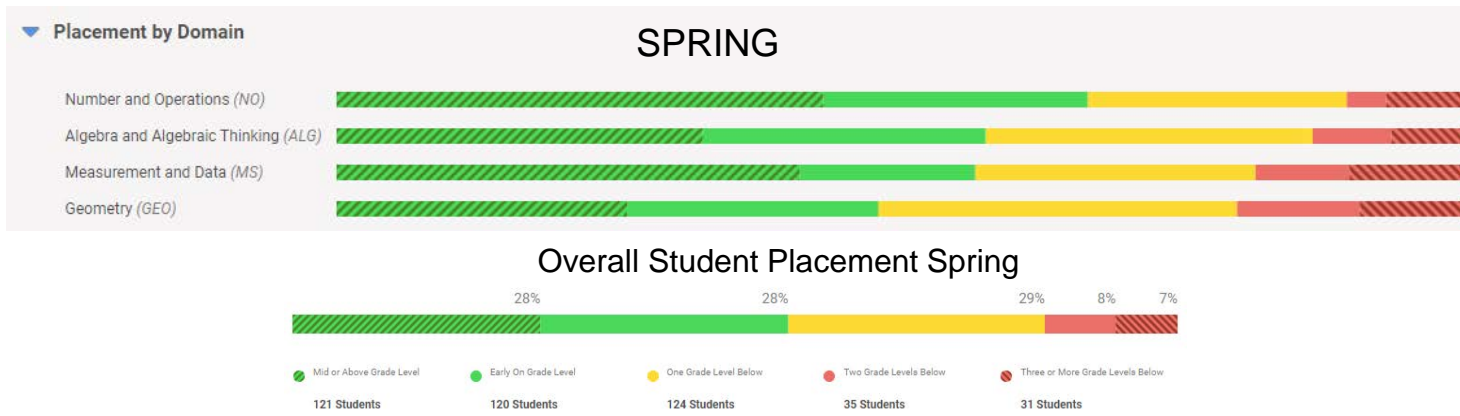 Placement by Domain
SPRING
Number and Operations (NO)
Algebra and Algebraic Thinking (ALG)
Measurement and Data (MS)
Geometry (GEO)
Overall Student Placement Spring
28% 28% 29% 8% 7%
Mid or Above Grade Level Early On Grade Level One Grade Level Below Two Grade Levels Below Three or More Grade Levels Below
121 Students 120 Students 124 Students 35 Students 31 Students